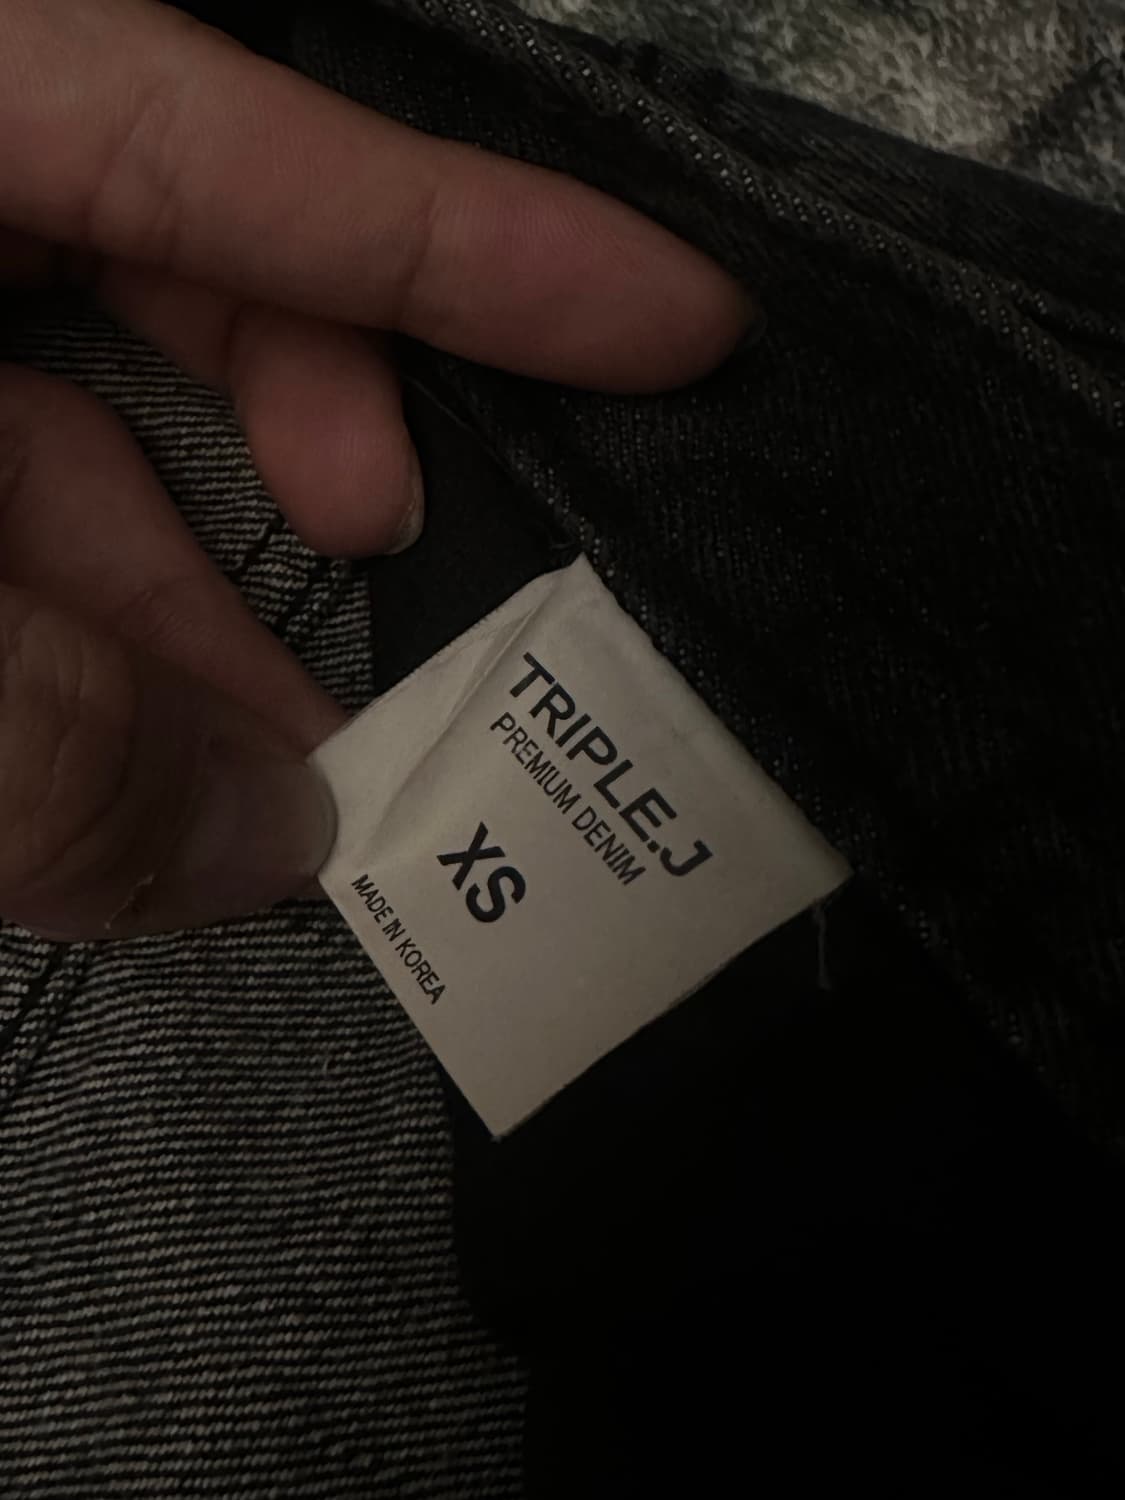 TRIPLE.J
PREMIUM DENIM
XS
MADE IN KOREA